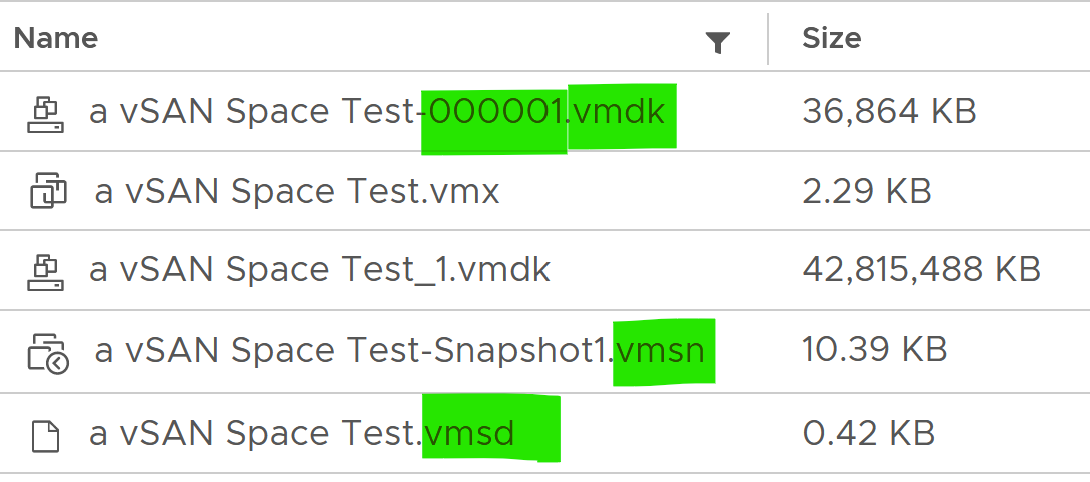 Name Size
a vSAN Space Test-000001.vmdk 36,864 KB
a vSAN Space Test.vmx 2.29 KB
a vSAN Space Test_1.vmdk 42,815,488 KB
a vSAN Space Test-Snapshot1.vmsn 10.39 KB
a vSAN Space Test.vmsd 0.42 KB